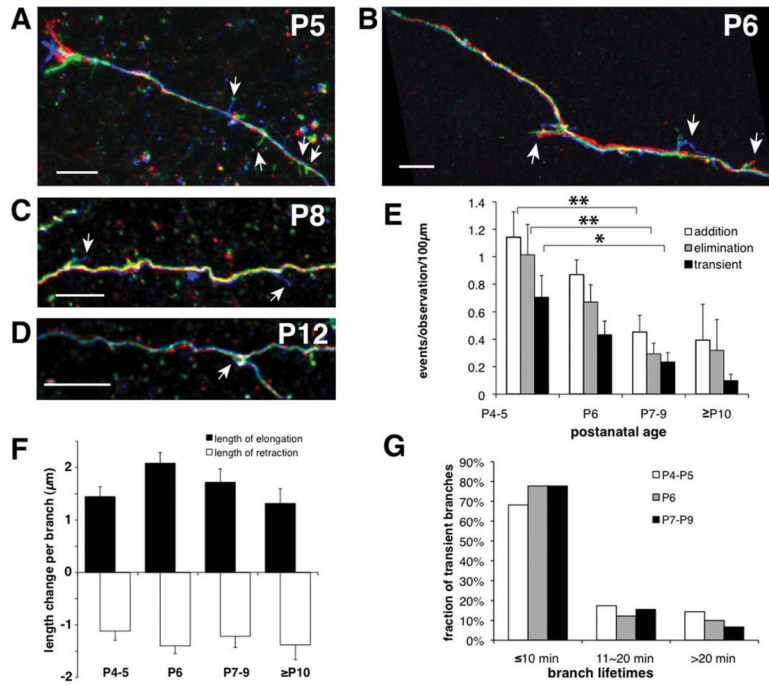 A P5
B P6
C P8
D P12
E
1.4
1.2
1
0.8
0.6
0.4
0.2
0
events/observation/100µm
**
**
*
addition
elimination
transient
P4-5 P6 P7-9 ≥P10
postanatal age
F
length of elongation
length of retraction
2
1
0
-1
-2
length change per branch (µm)
P4-5 P6 P7-9 ≥P10
G
90%
80%
70%
60%
50%
40%
30%
20%
10%
0%
fraction of transient branches
P4-P5
P6
P7-P9
≤10 min 11~20 min >20 min
branch lifetimes